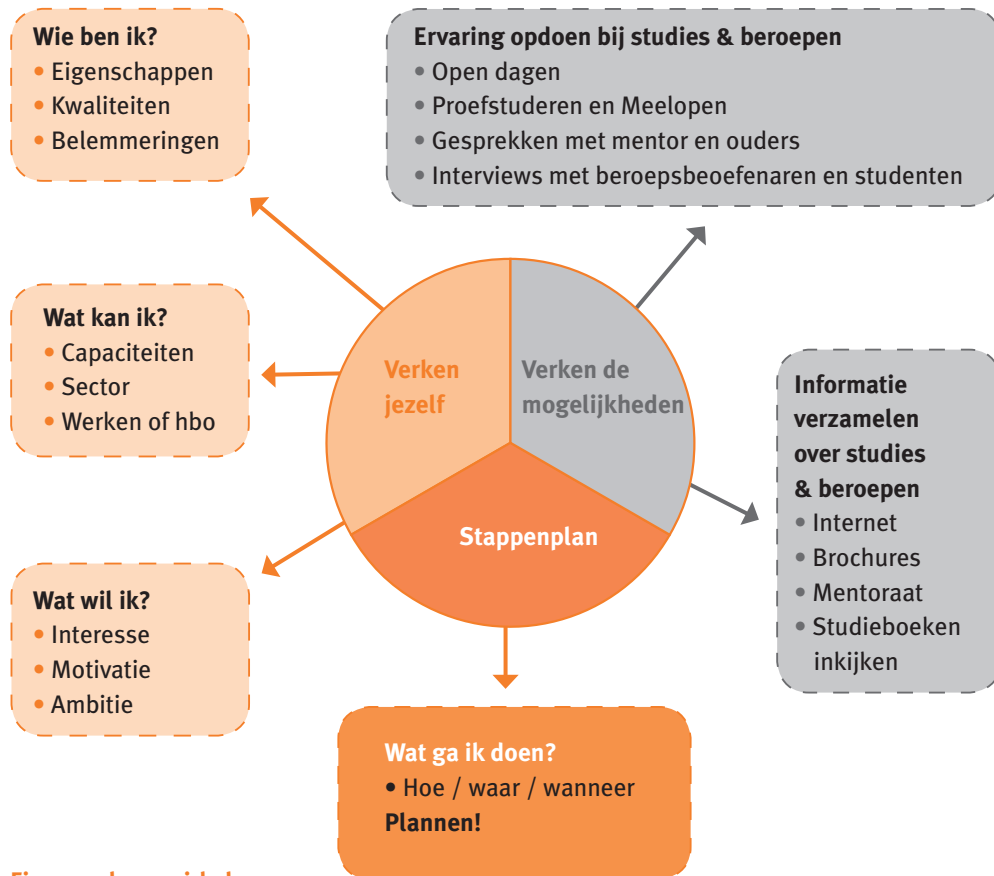 Wie ben ik?
• Eigenschappen
• Kwaliteiten
• Belemmeringen
Ervaring opdoen bij studies & beroepen
• Open dagen
• Proefstuderen en Meelopen
• Gesprekken met mentor en ouders
• Interviews met beroepsbeoefenaren en studenten
Wat kan ik?
• Capaciteiten
• Sector
• Werken of hbo
Verken
jezelf
Verken de
mogelijkheden
Stappenplan
Informatie
verzamelen
over studies
& beroepen
• Internet
• Brochures
• Mentoraat
• Studieboeken
inkijken
Wat wil ik?
• Interesse
• Motivatie
• Ambitie
Wat ga ik doen?
• Hoe / waar / wanneer
Plannen!